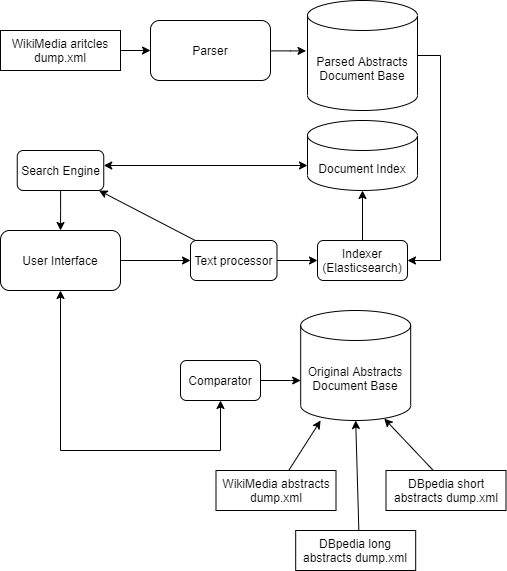 WikiMedia aritcles
dump.xml
Parser
Parsed Abstracts
Document Base
Search Engine
Document Index
User Interface
Text processor
Indexer
(Elasticsearch)
Comparator
Original Abstracts
Document Base
WikiMedia abstracts
dump.xml
DBpedia short
abstracts dump.xml
DBpedia long
abstracts dump.xml